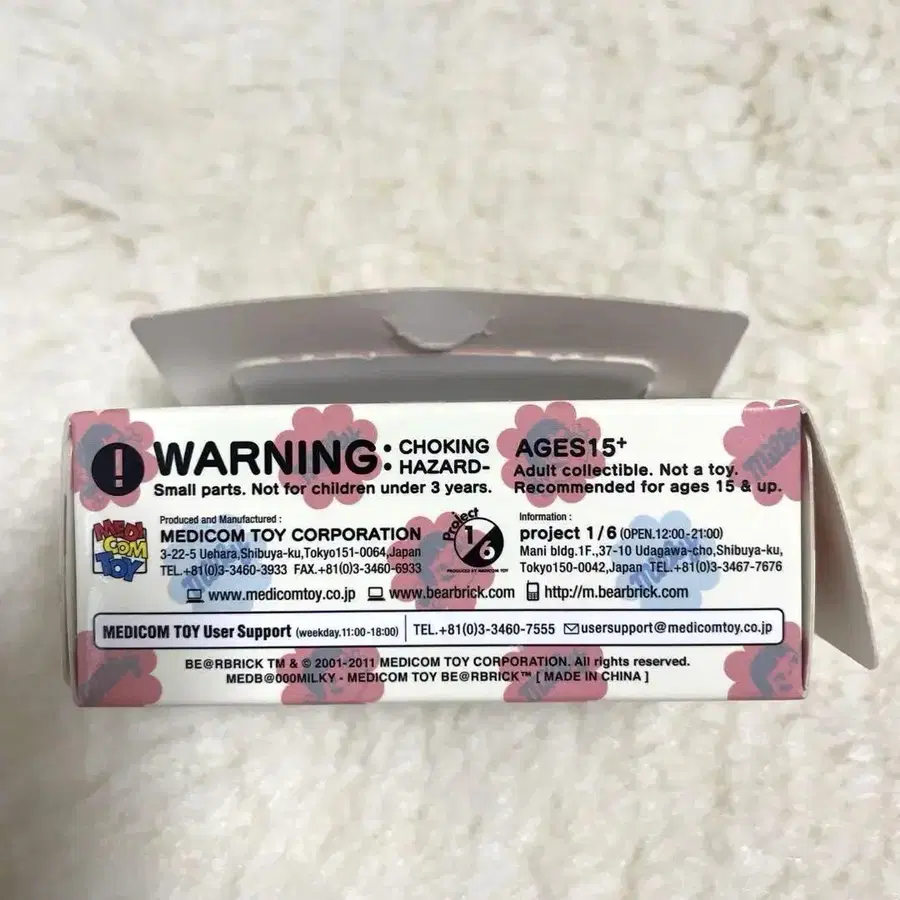 ! WARNING: CHOKING HAZARD-
Small parts. Not for children under 3 years.
AGES15+
Adult collectible. Not a toy.
Recommended for ages 15 & up.
MEDI COM TOY
Produced and Manufactured :
MEDICOM TOY CORPORATION
3-22-5 Uehara,Shibuya-ku,Tokyo151-0064,Japan
TEL.+81(0)3-3460-3933 FAX.+81(0)3-3460-6933
Project 1/6
PRODUCED BY MEDICOM TOY
Information :
project 1/6 (OPEN.12:00-21:00)
Mani bldg.1F.,37-10 Udagawa-cho,Shibuya-ku,
Tokyo150-0042,Japan TEL.+81(0)3-3467-7676
www.medicomtoy.co.jp www.bearbrick.com http://m.bearbrick.com
MEDICOM TOY User Support (weekday.11:00-18:00) TEL.+81(0)3-3460-7555 usersupport@medicomtoy.co.jp
BE@RBRICK TM & © 2001-2011 MEDICOM TOY CORPORATION. All rights reserved.
MEDB@000MILKY - MEDICOM TOY BE@RBRICK™ [ MADE IN CHINA ]